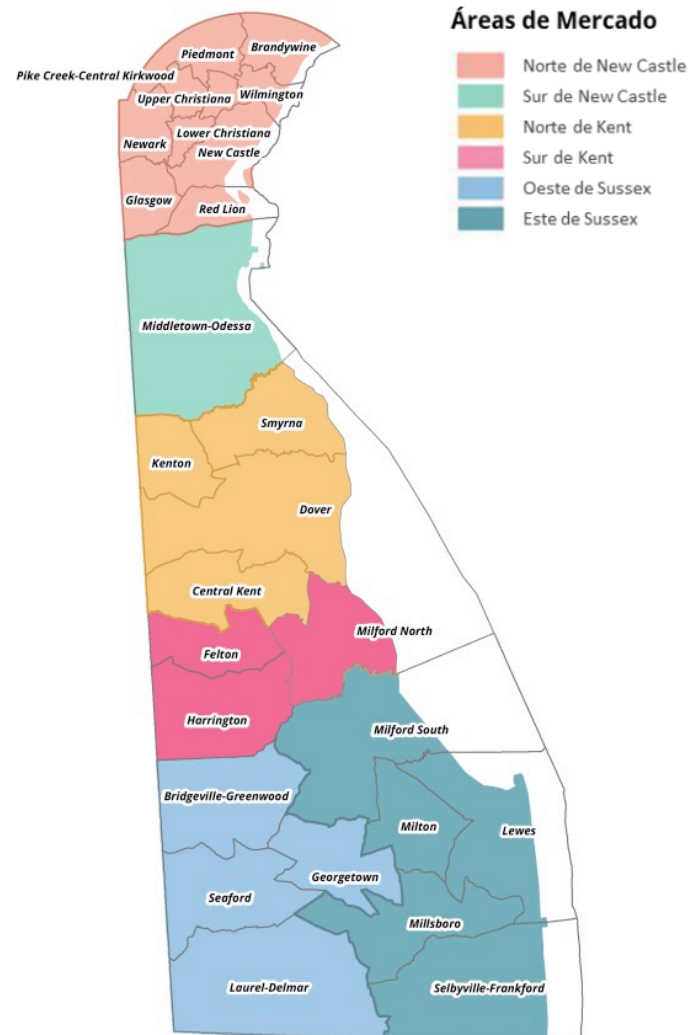 Áreas de Mercado
Norte de New Castle
Sur de New Castle
Norte de Kent
Sur de Kent
Oeste de Sussex
Este de Sussex
Brandywine
Piedmont
Pike Creek-Central Kirkwood
Wilmington
Upper Christiana
Lower Christiana
Newark
New Castle
Glasgow
Red Lion
Middletown-Odessa
Smyrna
Kenton
Dover
Central Kent
Milford North
Felton
Harrington
Milford South
Bridgeville-Greenwood
Milton
Lewes
Georgetown
Seaford
Millsboro
Laurel-Delmar
Selbyville-Frankford